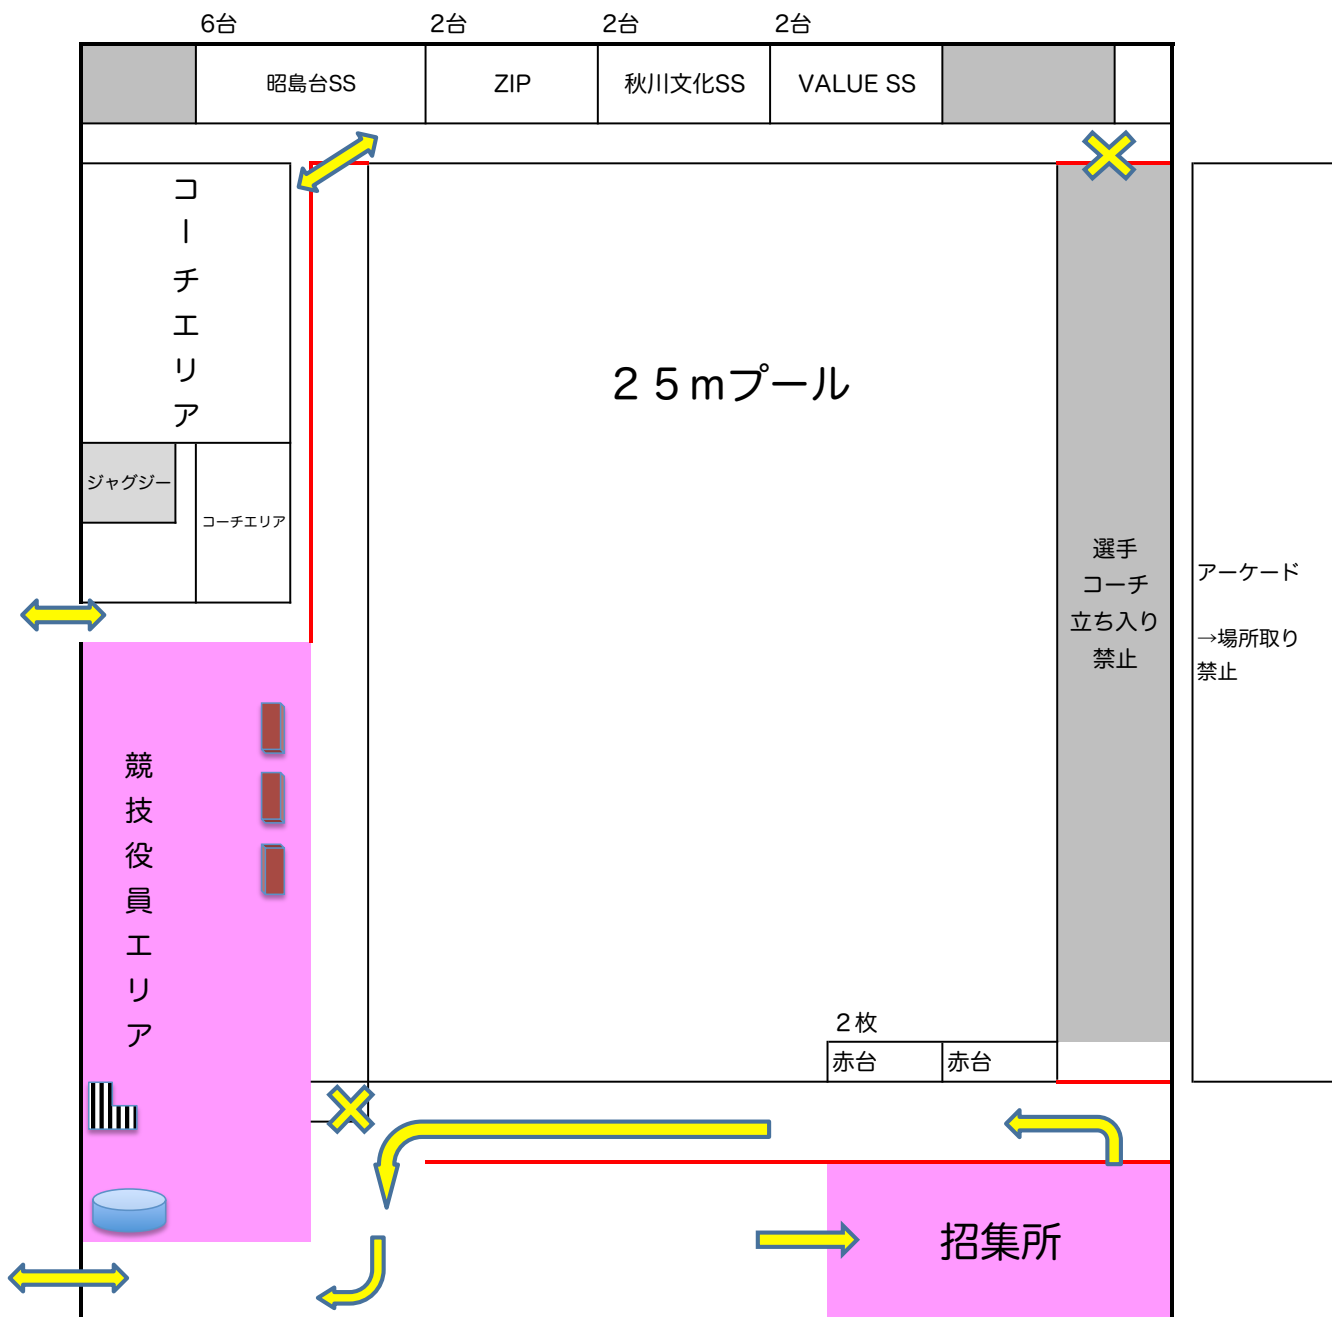 6台
2台
2台
2台
昭島台SS
ZIP
秋川文化SS
VALUE SS
コーチエリア
２５mプール
ジャグジー
コーチエリア
選手
コーチ
立ち入り
禁止
アーケード
→場所取り
禁止
競技役員エリア
２枚
赤台
赤台
招集所